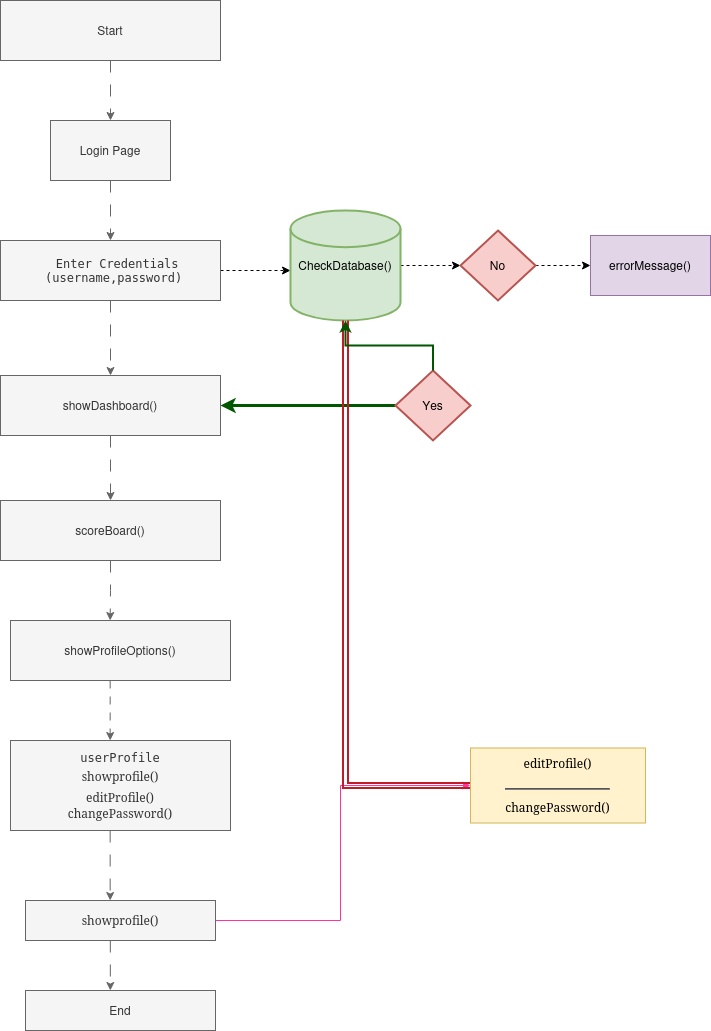 Start
Login Page
Enter Credentials
(username,password)
CheckDatabase()
No
errorMessage()
showDashboard()
Yes
scoreBoard()
showProfileOptions()
userProfile
showprofile()
editProfile()
changePassword()
editProfile()
changePassword()
showprofile()
End